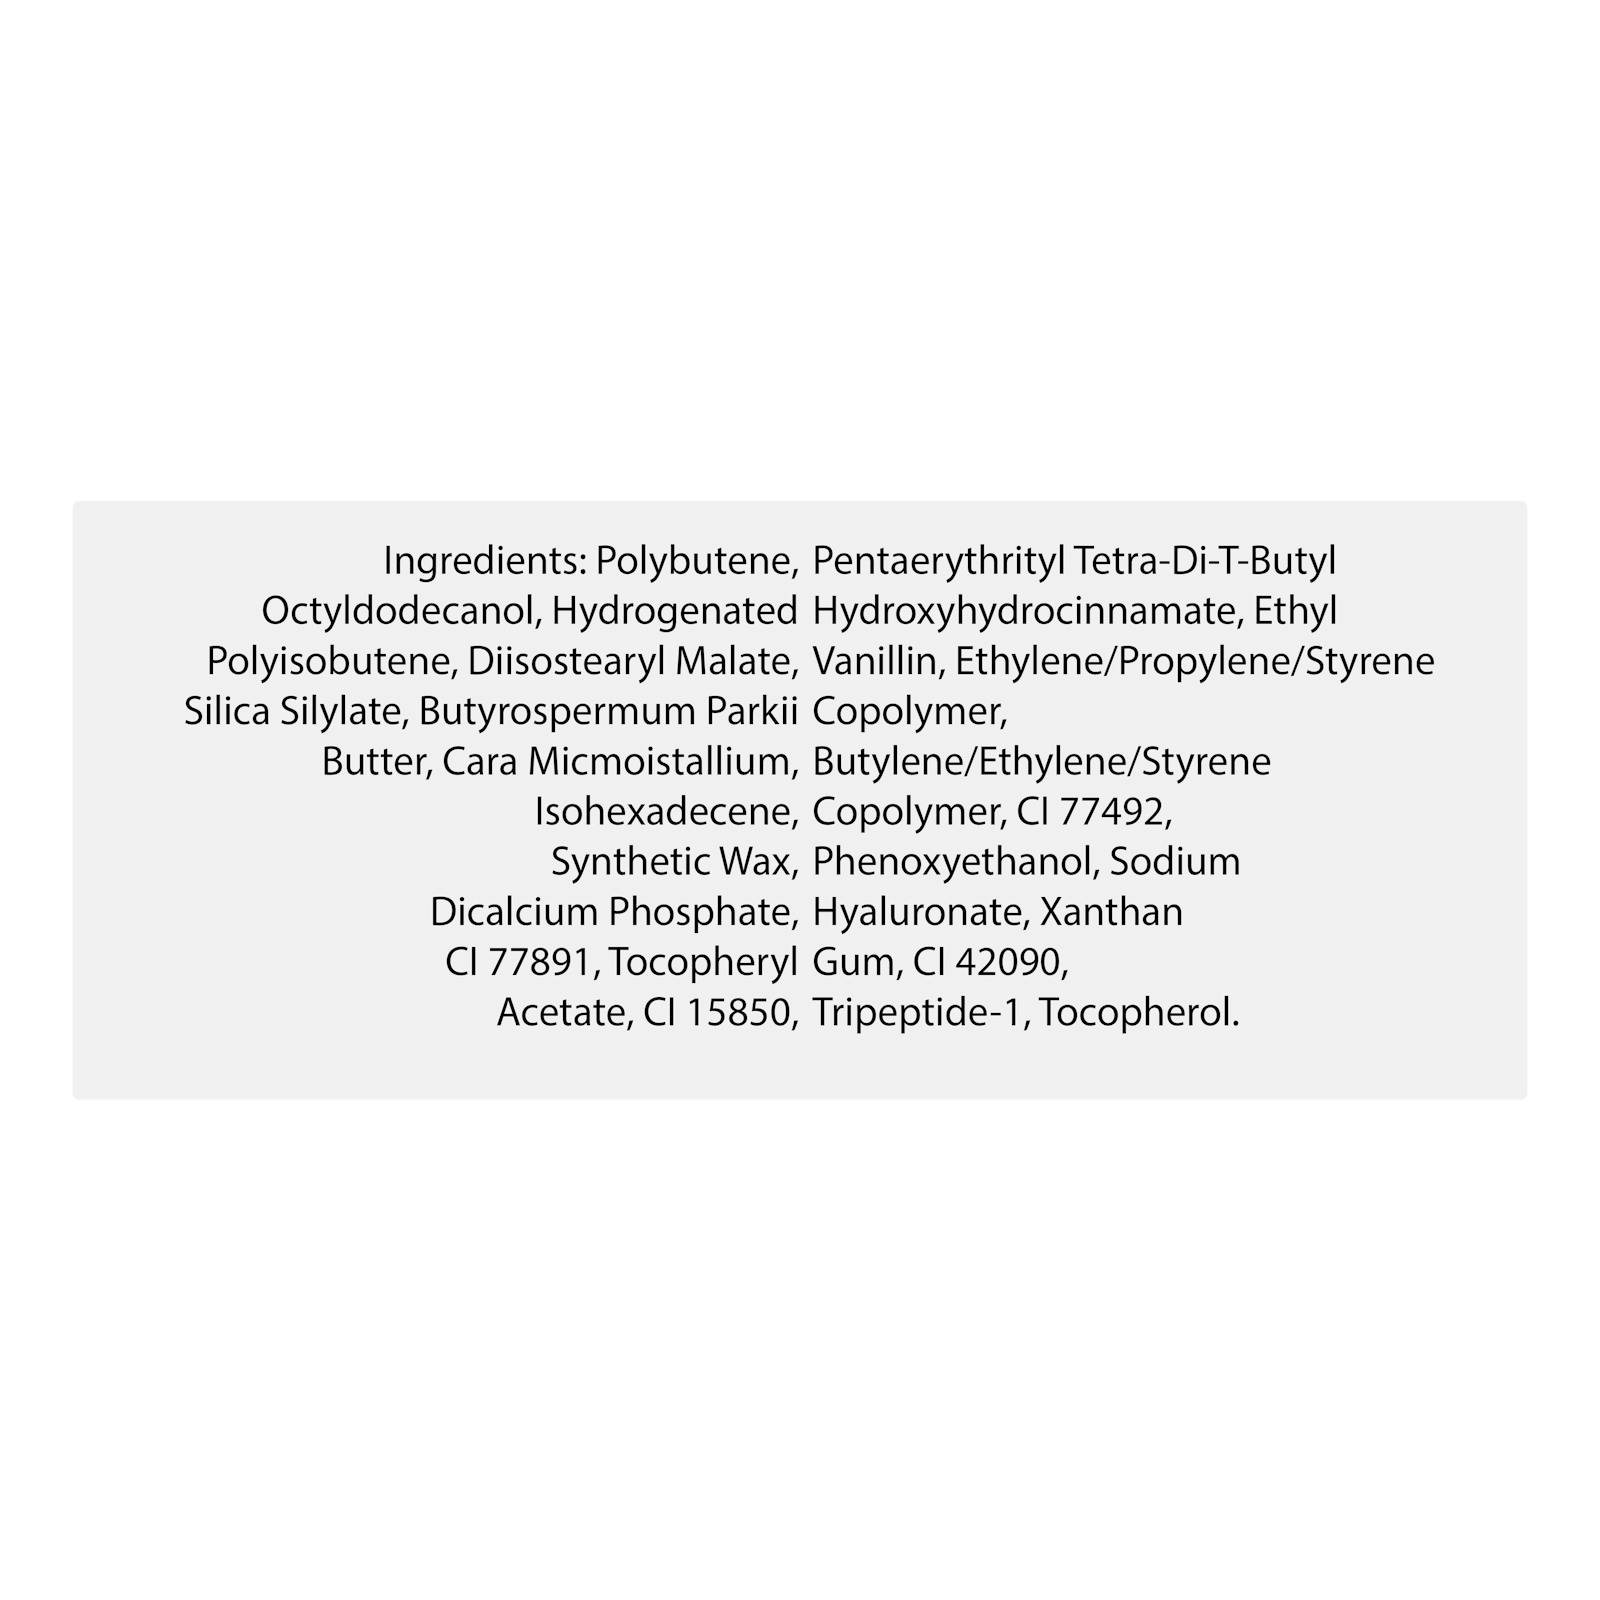 Ingredients: Polybutene,
Octyldodecanol, Hydrogenated
Polyisobutene, Diisostearyl Malate,
Silica Silylate, Butyrospermum Parkii
Butter, Cara Micmoistallium,
Isohexadecene,
Synthetic Wax,
Dicalcium Phosphate,
CI 77891, Tocopheryl
Acetate, CI 15850,
Pentaerythrityl Tetra-Di-T-Butyl
Hydroxyhydrocinnamate, Ethyl
Vanillin, Ethylene/Propylene/Styrene
Copolymer,
Butylene/Ethylene/Styrene
Copolymer, CI 77492,
Phenoxyethanol, Sodium
Hyaluronate, Xanthan
Gum, CI 42090,
Tripeptide-1, Tocopherol.